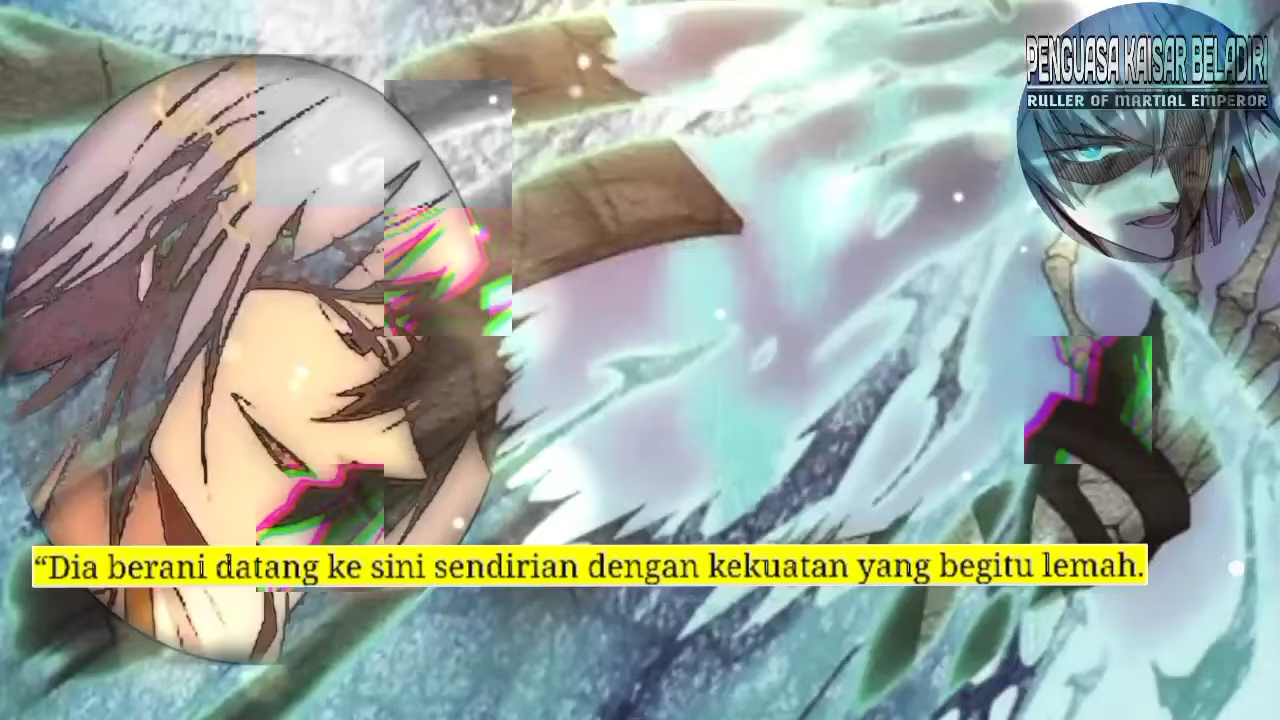 PENGUASA KAISAR BELADIRI
RULLER OF MARTIAL EMPEROR
“Dia berani datang ke sini sendirian dengan kekuatan yang begitu lemah.